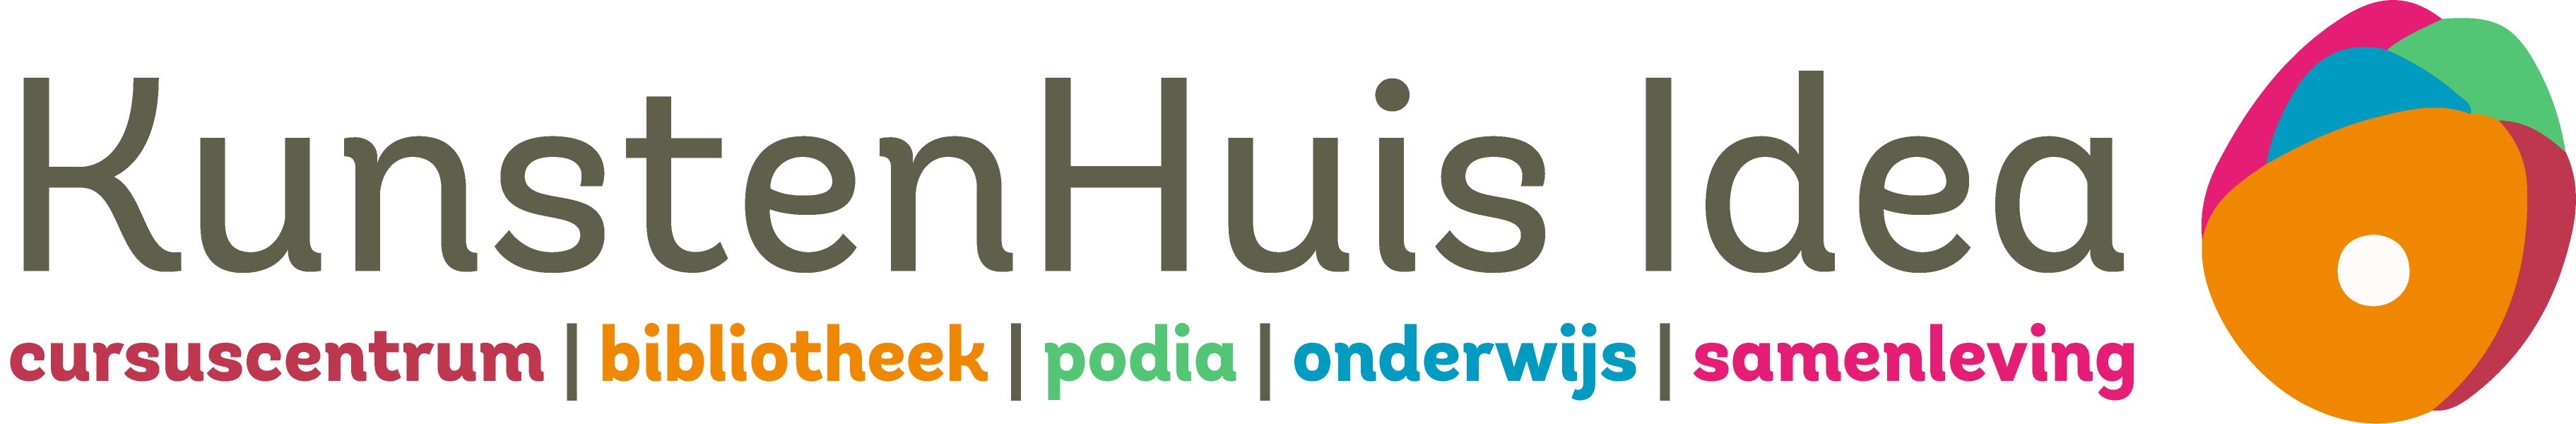 KunstenHuis Idea
cursuscentrum | bibliotheek | podia | onderwijs | samenleving